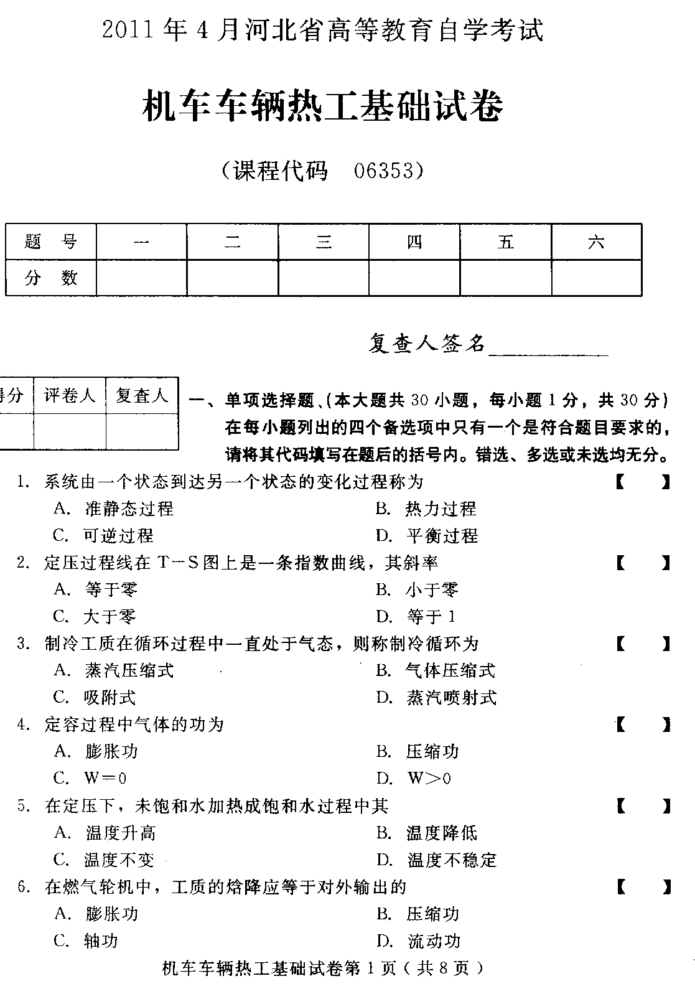 2011 年 4 月河北省高等教育自学考试
机车车辆热工基础试卷
(课程代码 06353)
题 号 一 二 三 四 五 六
分 数
复查人签名
得分 评卷人 复查人
一、单项选择题、(本大题共 30 小题，每小题 1 分，共 30 分)
在每小题列出的四个备选项中只有一个是符合题目要求的，
请将其代码填写在题后的括号内。错选、多选或未选均无分。
1. 系统由一个状态到达另一个状态的变化过程称为 【 】
A. 准静态过程 B. 热力过程
C. 可逆过程 D. 平衡过程
2. 定压过程线在 T－S图上是一条指数曲线，其斜率 【 】
A. 等于零 B. 小于零
C. 大于零 D. 等于 1
3. 制冷工质在循环过程中一直处于气态，则称制冷循环为 【 】
A. 蒸汽压缩式 B. 气体压缩式
C. 吸附式 D. 蒸汽喷射式
4. 定容过程中气体的功为 【 】
A. 膨胀功 B. 压缩功
C. W＝0 D. W＞0
5. 在定压下，未饱和水加热成饱和水过程中其 【 】
A. 温度升高 B. 温度降低
C. 温度不变 D. 温度不稳定
6. 在燃气轮机中，工质的焓降应等于对外输出的 【 】
A. 膨胀功 B. 压缩功
C. 轴功 D. 流动功
机车车辆热工基础试卷第 1 页 ( 共 8 页 )